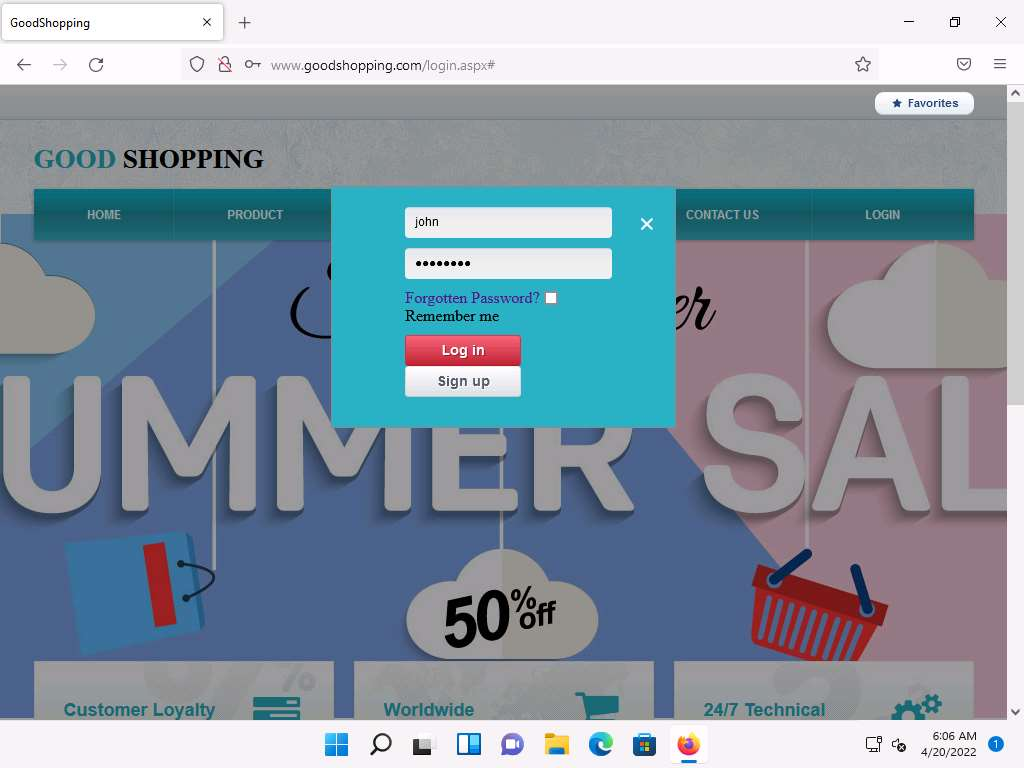 GoodShopping
www.goodshopping.com/login.aspx#
Favorites
GOOD SHOPPING
HOME
PRODUCT
CONTACT US
LOGIN
john
Forgotten Password?
Remember me
Log in
Sign up
er
UMMER SAL
50% off
Customer Loyalty
Worldwide
24/7 Technical
6:06 AM
4/20/2022
1